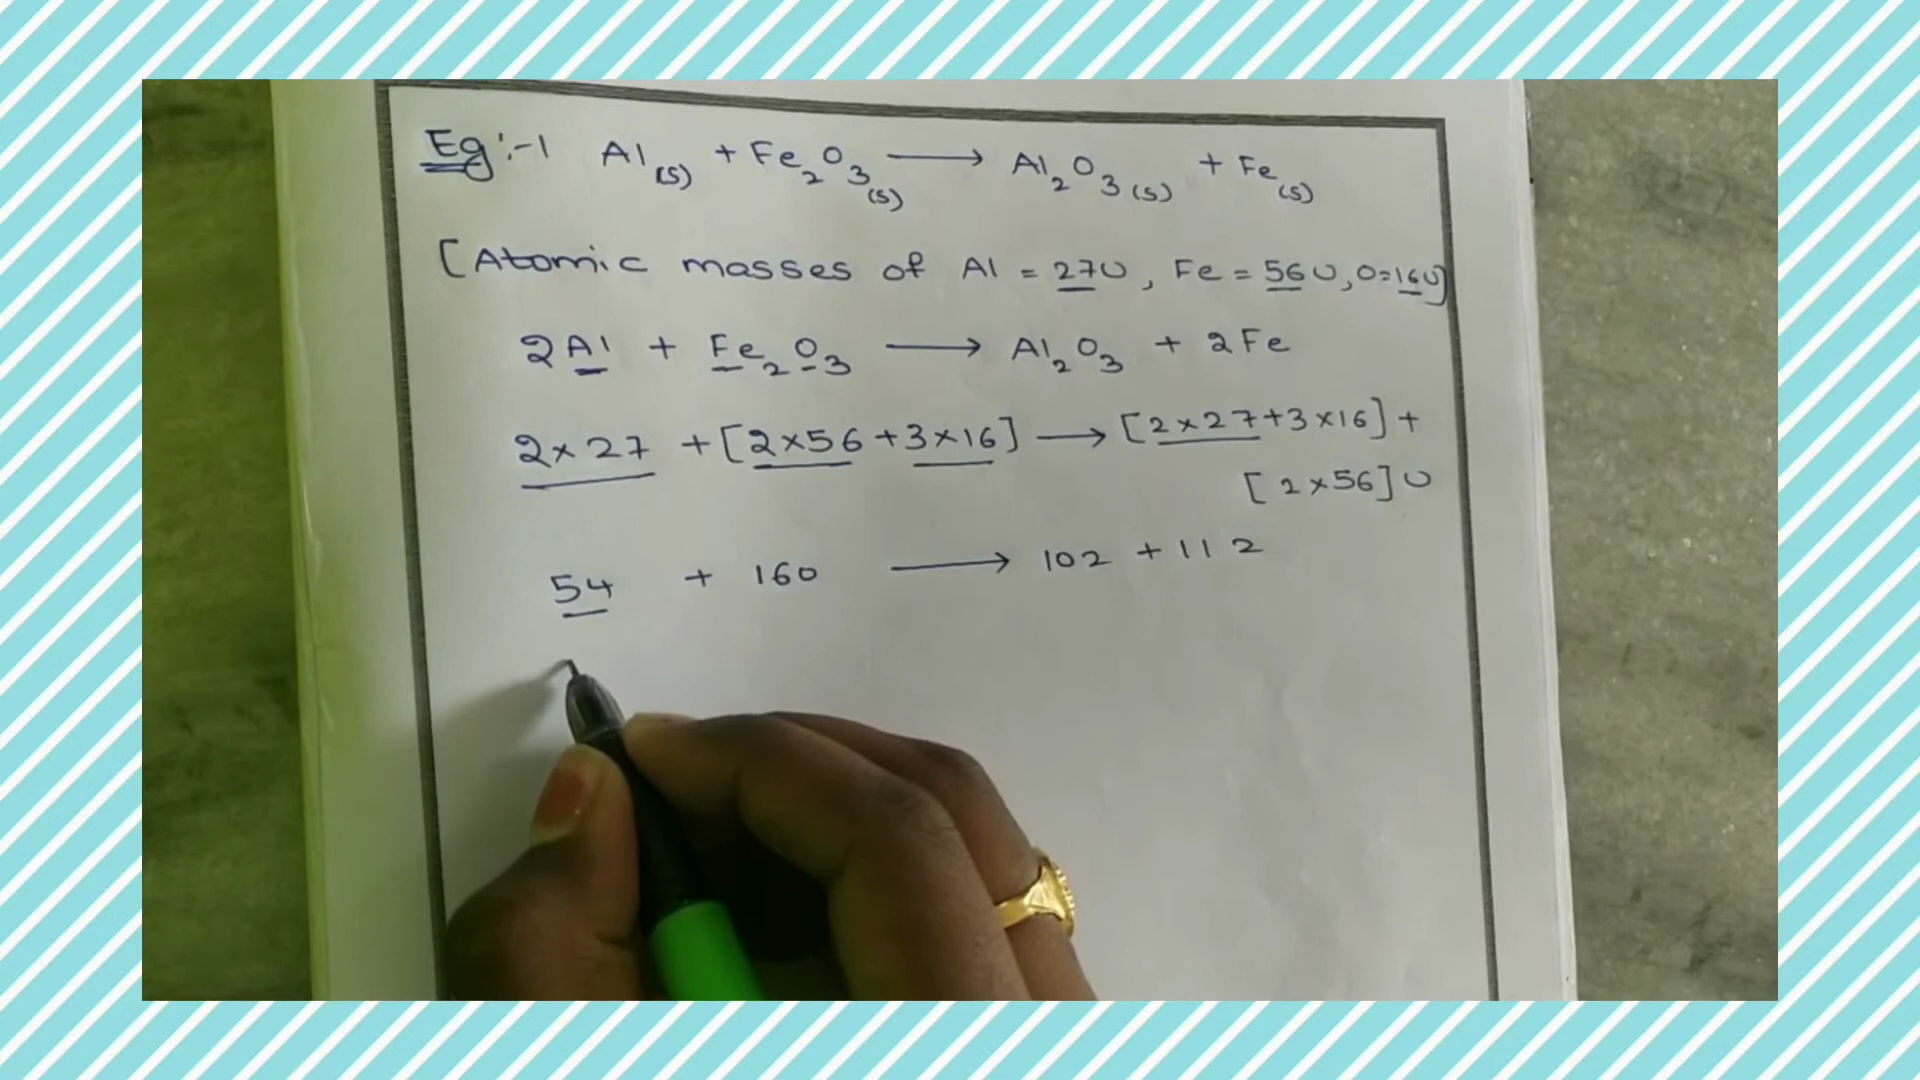 Eg:-1 Al(s) + Fe2O3(s) ⟶ Al2O3(s) + Fe(s)
[Atomic masses of Al = 27U, Fe = 56U, O=16U]
2Al + Fe2O3 ⟶ Al2O3 + 2Fe
2×27 + [2×56+3×16] ⟶ [2×27+3×16] +
[2×56]U
54 + 160 ⟶ 102 + 112